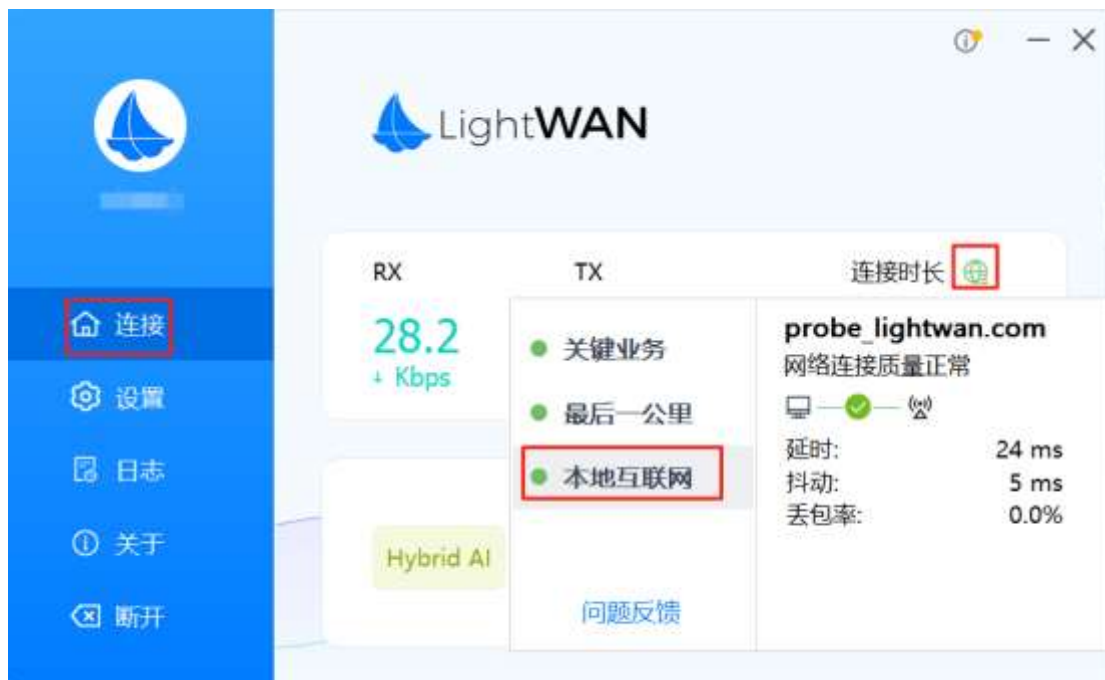 LightWAN
连接
设置
日志
关于
断开
RX
TX
连接时长
28.2
↓ Kbps
Hybrid AI
关键业务
最后一公里
本地互联网
问题反馈
probe_lightwan.com
网络连接质量正常
延时: 24 ms
抖动: 5 ms
丢包率: 0.0%